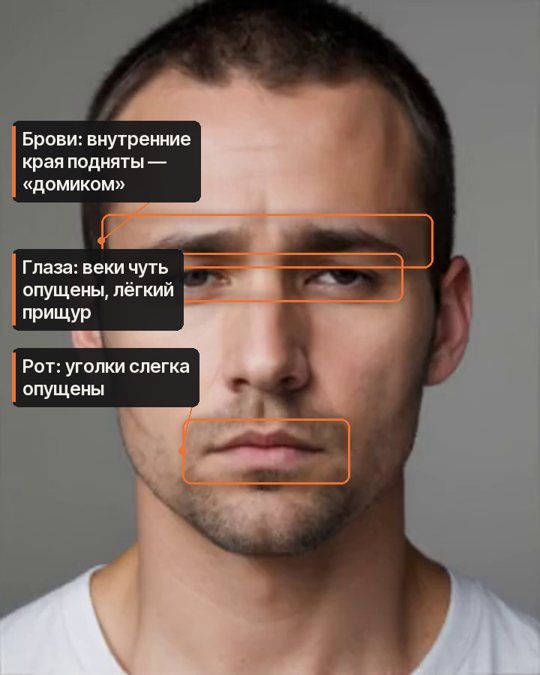 Брови: внутренние
края подняты —
«домиком»
Глаза: веки чуть
опущены, лёгкий
прищур
Рот: уголки слегка
опущены